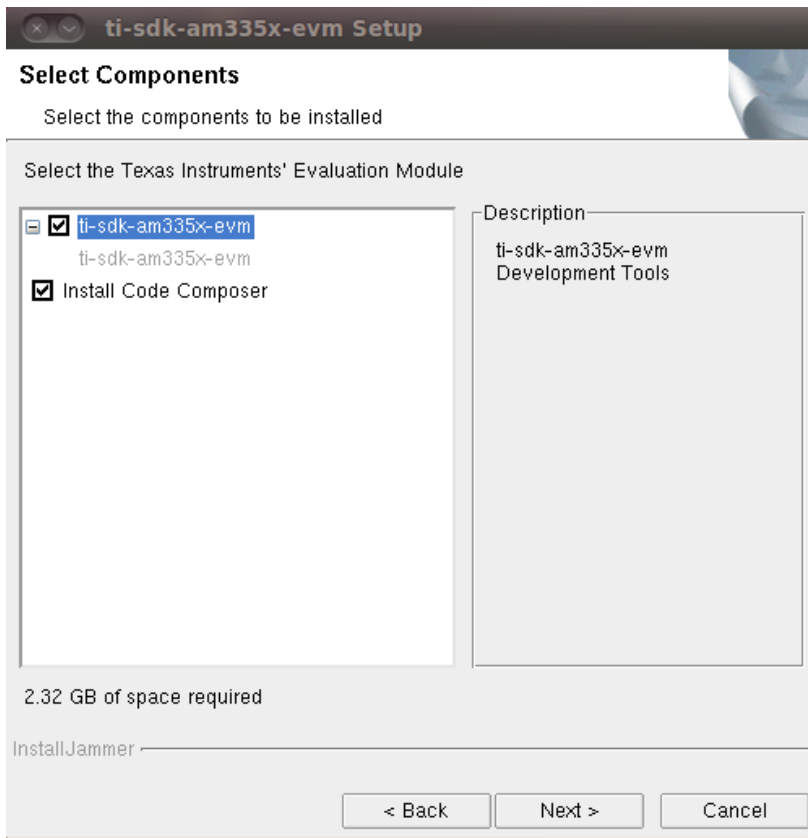 ti-sdk-am335x-evm Setup
Select Components
Select the components to be installed
Select the Texas Instruments' Evaluation Module
ti-sdk-am335x-evm
ti-sdk-am335x-evm
Install Code Composer
Description
ti-sdk-am335x-evm
Development Tools
2.32 GB of space required
InstallJammer
< Back
Next >
Cancel